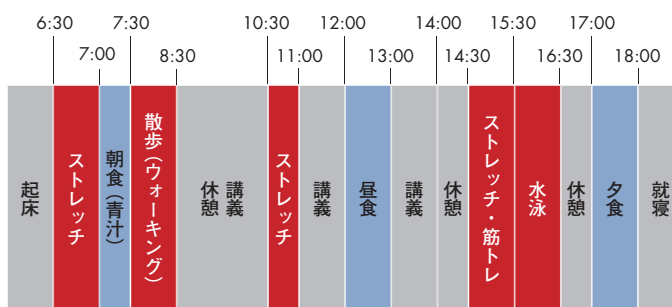 6:30
7:30
10:30
12:00
14:00
15:30
17:00
7:00
8:30
11:00
13:00
14:30
16:30
18:00
起床
ストレッチ
朝食（青汁）
散歩（ウォーキング）
講義
休憩
ストレッチ
講義
昼食
講義
休憩
ストレッチ・筋トレ
水泳
休憩
夕食
就寝